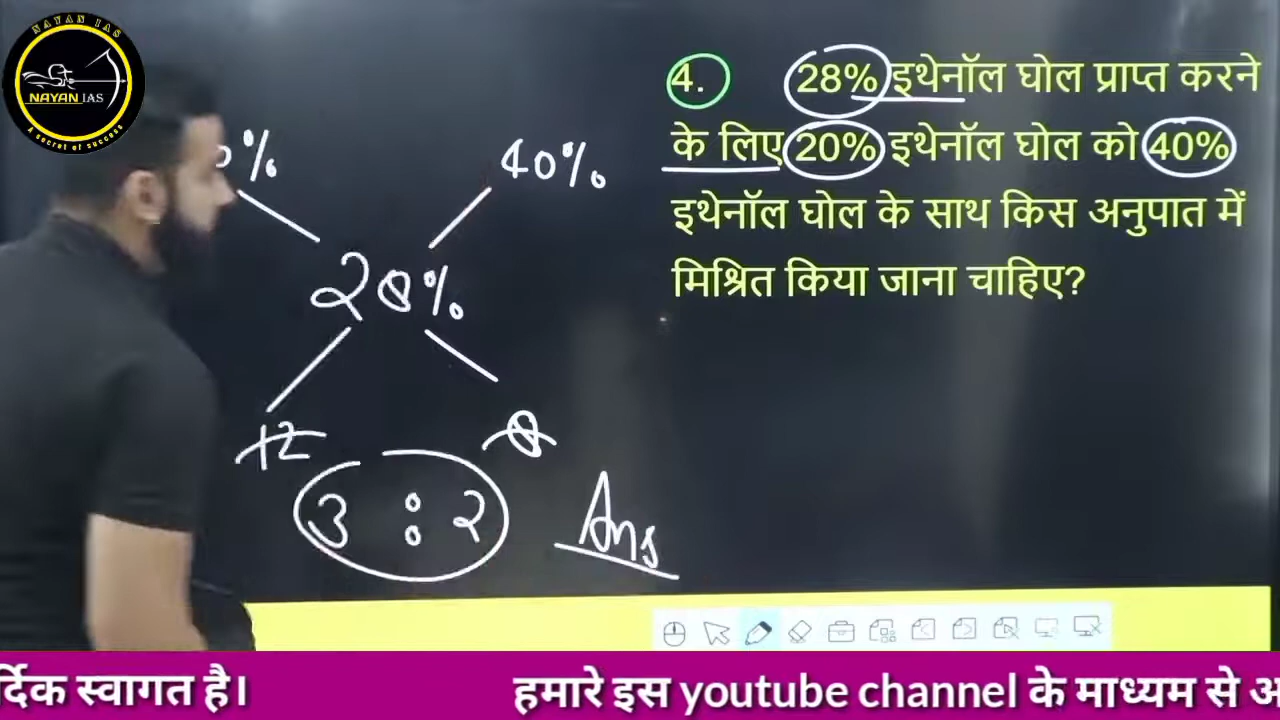 NAYAN IAS
NAYAN IAS
A secret of success
4. 28% इथेनॉल घोल प्राप्त करने
के लिए 20% इथेनॉल घोल को 40%
इथेनॉल घोल के साथ किस अनुपात में
मिश्रित किया जाना चाहिए?
% 40%
28%
12 8
3 : 2 Ans
र्दिक स्वागत है। हमारे इस youtube channel के माध्यम से अ